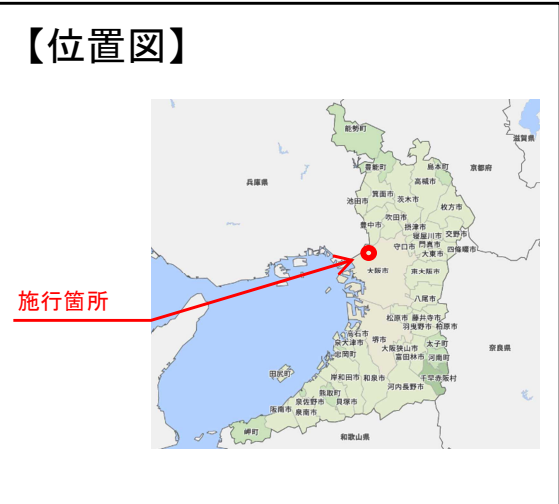 【位置図】
能勢町
滋賀県
豊能町
島本町
京都府
兵庫県
高槻市
箕面市
茨木市
池田市
枚方市
吹田市
豊中市
摂津市
寝屋川市
交野市
守口市
門真市
四條畷市
大東市
大阪市
東大阪市
施行箇所
八尾市
松原市
藤井寺市
羽曳野市
柏原市
高石市
堺市
泉大津市
太子町
大阪狭山市
奈良県
忠岡町
富田林市
河南町
田尻町
岸和田市
和泉市
千早赤阪村
河内長野市
熊取町
泉佐野市
貝塚市
阪南市
泉南市
岬町
和歌山県